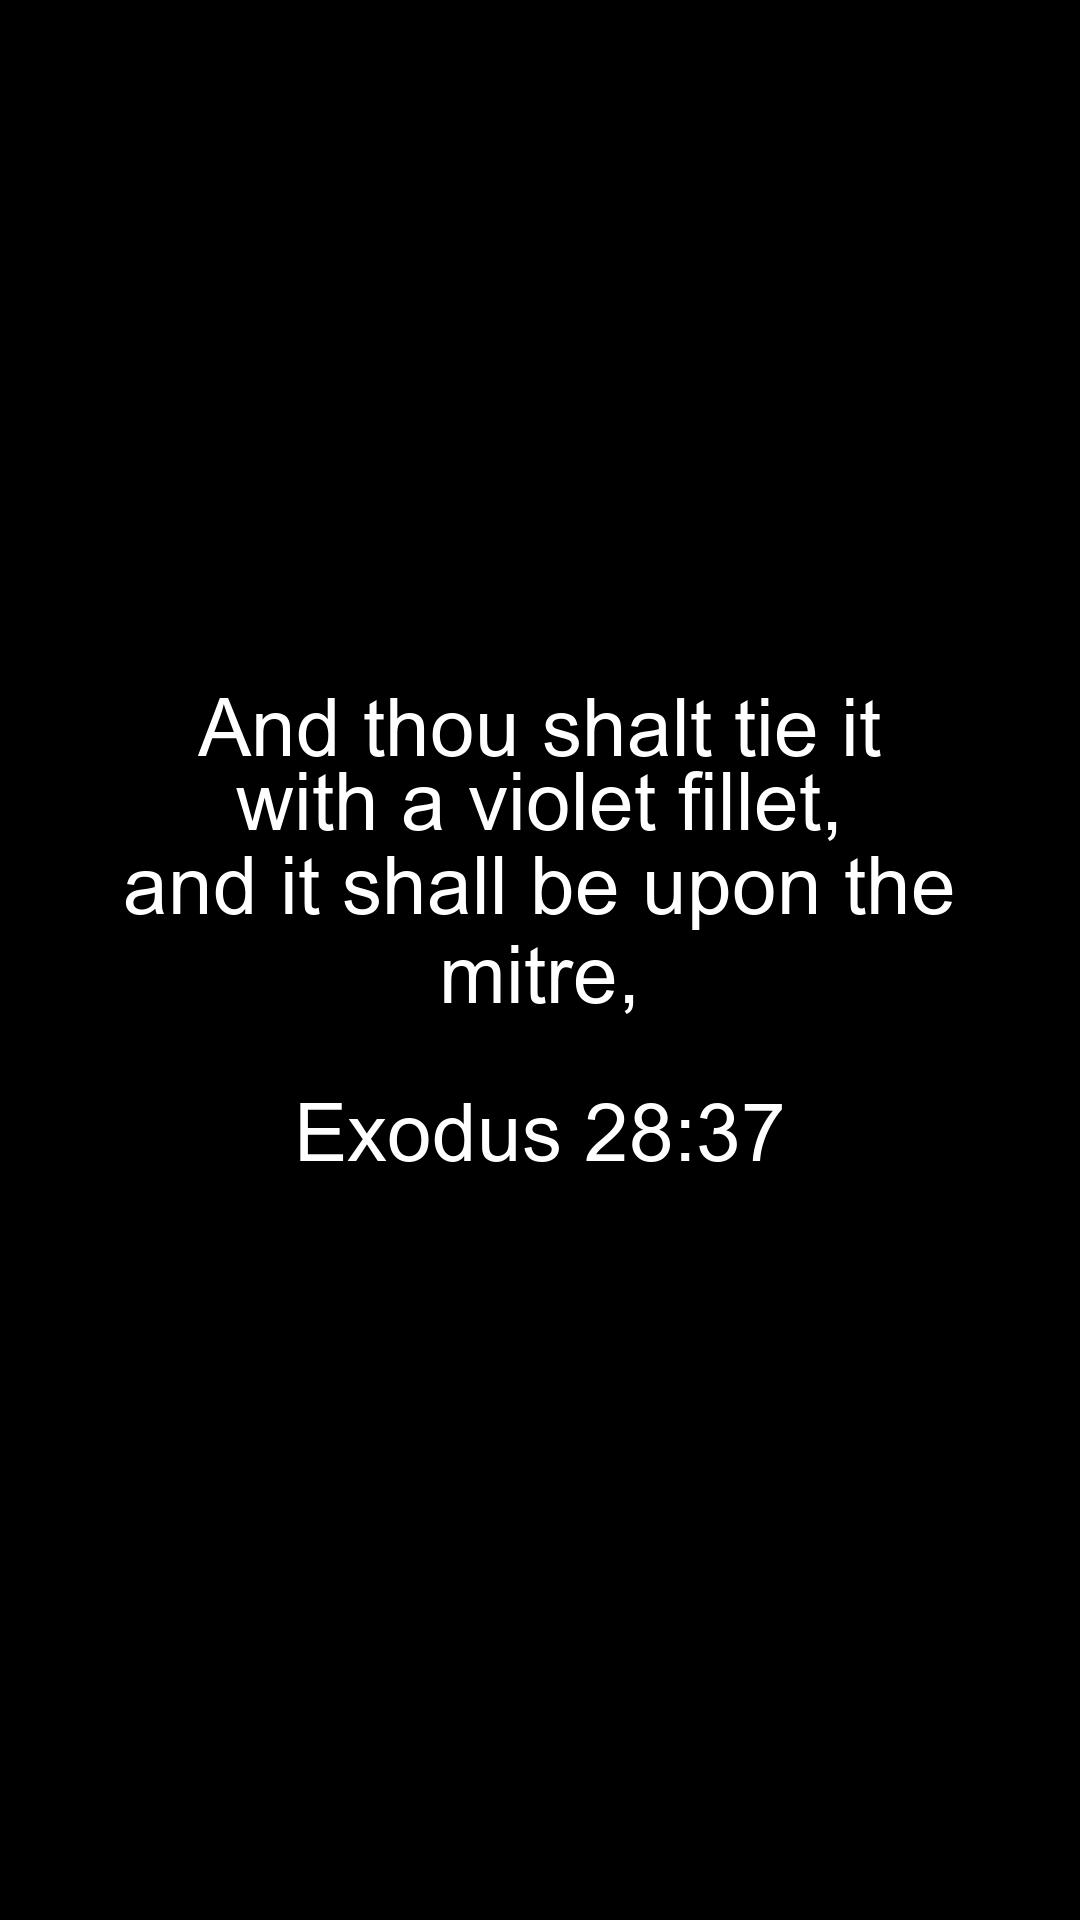 And thou shalt tie it
with a violet fillet,
and it shall be upon the
mitre,
Exodus 28:37